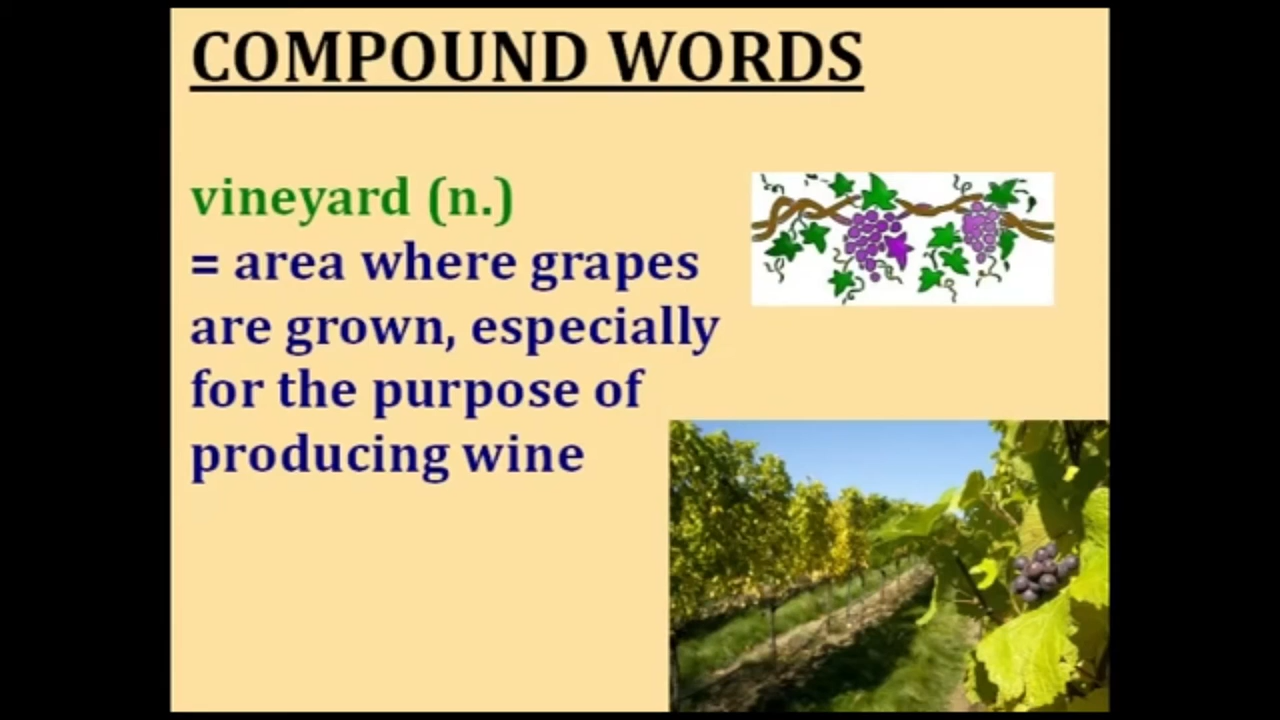 COMPOUND WORDS
vineyard (n.)
= area where grapes
are grown, especially
for the purpose of
producing wine